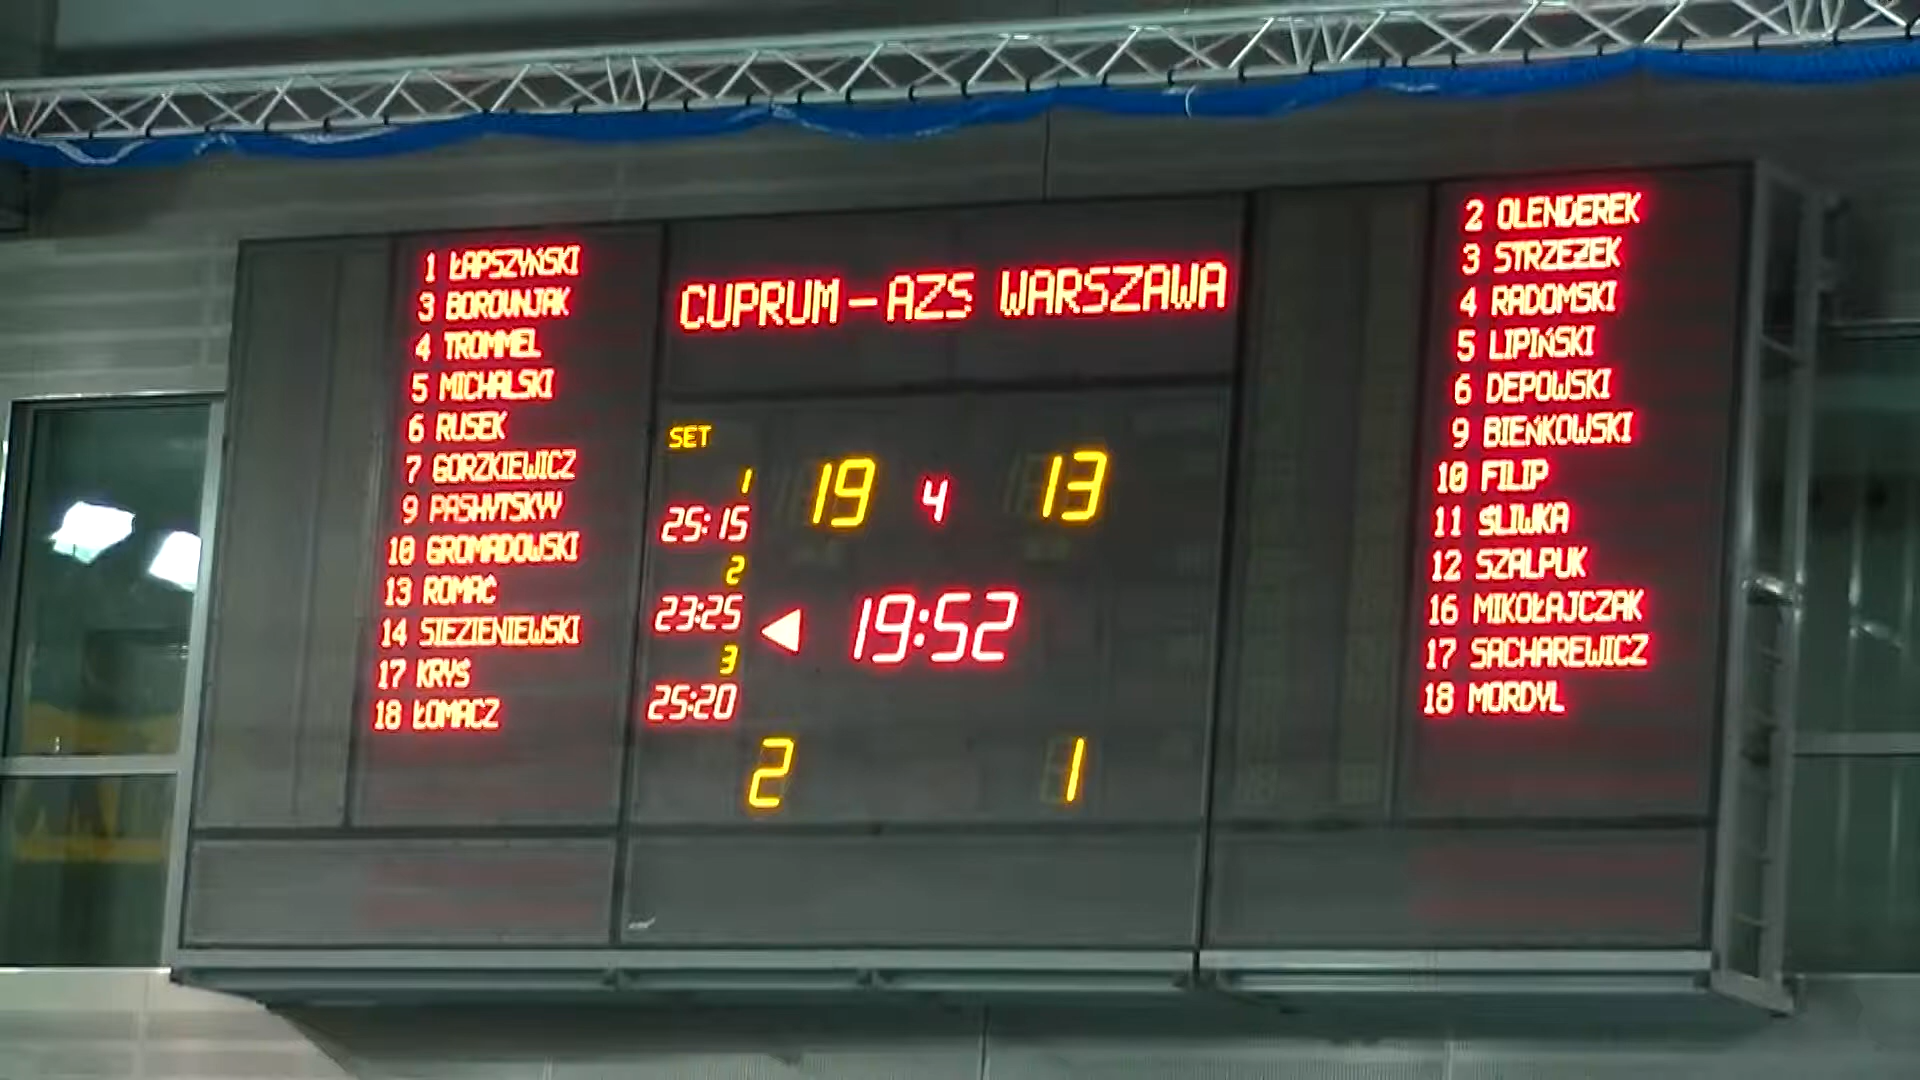 CUPRUM-AZS WARSZAWA
1 ŁAPSZYŃSKI
3 BOROVNJAK
4 TROMMEL
5 MICHALSKI
6 RUSEK
7 GORZKIEWICZ
9 PASHYTSKYY
10 GROMADOWSKI
13 ROMAĆ
14 SIEZIENIEWSKI
17 KRYŚ
18 ŁOMACZ
SET
1
25:15
2
23:25
3
25:20
19 4 13
19:52
2 1
2 OLENDEREK
3 STRZEŻEK
4 RADOMSKI
5 LIPIŃSKI
6 DEPOWSKI
9 BIEŃKOWSKI
10 FILIP
11 ŚLIWKA
12 SZALPUK
16 MIKOŁAJCZAK
17 SACHAREWICZ
18 MORDYL